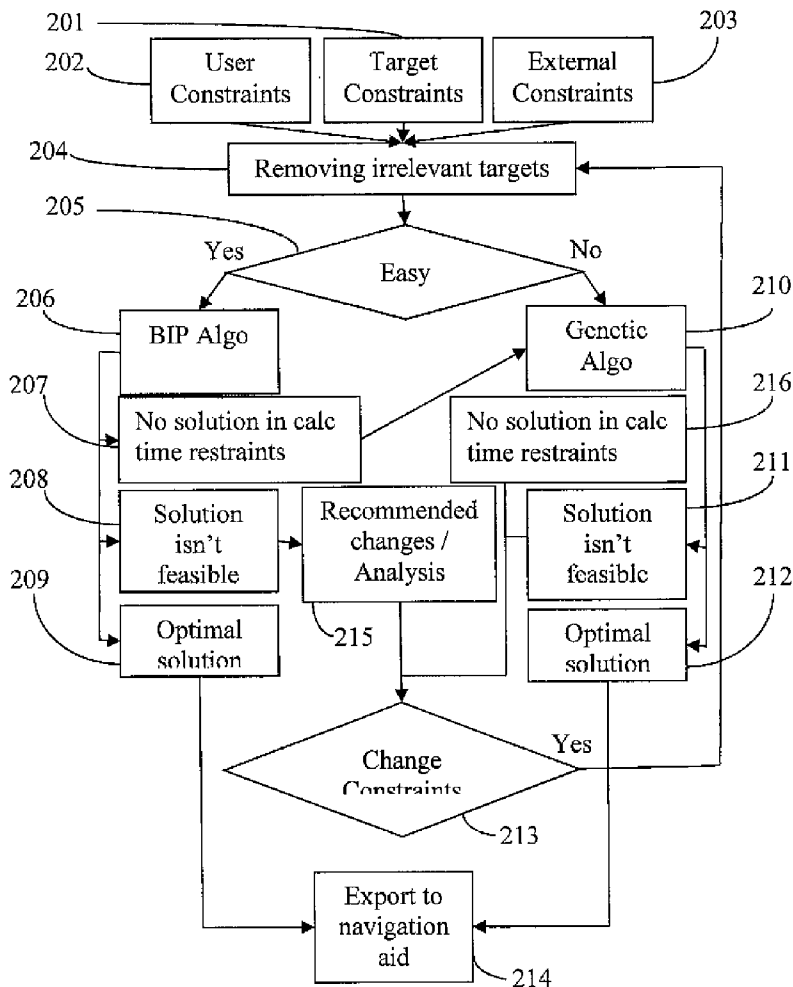 201
203
202
User
Constraints
Target
Constraints
External
Constraints
204
Removing irrelevant targets
205
Yes
No
Easy
206
210
BIP Algo
Genetic
Algo
207
216
No solution in calc
time restraints
No solution in calc
time restraints
208
211
Solution
isn't
feasible
Recommended
changes /
Analysis
Solution
isn't
feasible
209
212
Optimal
solution
215
Optimal
solution
Yes
Change
Constraints
213
Export to
navigation
aid
214